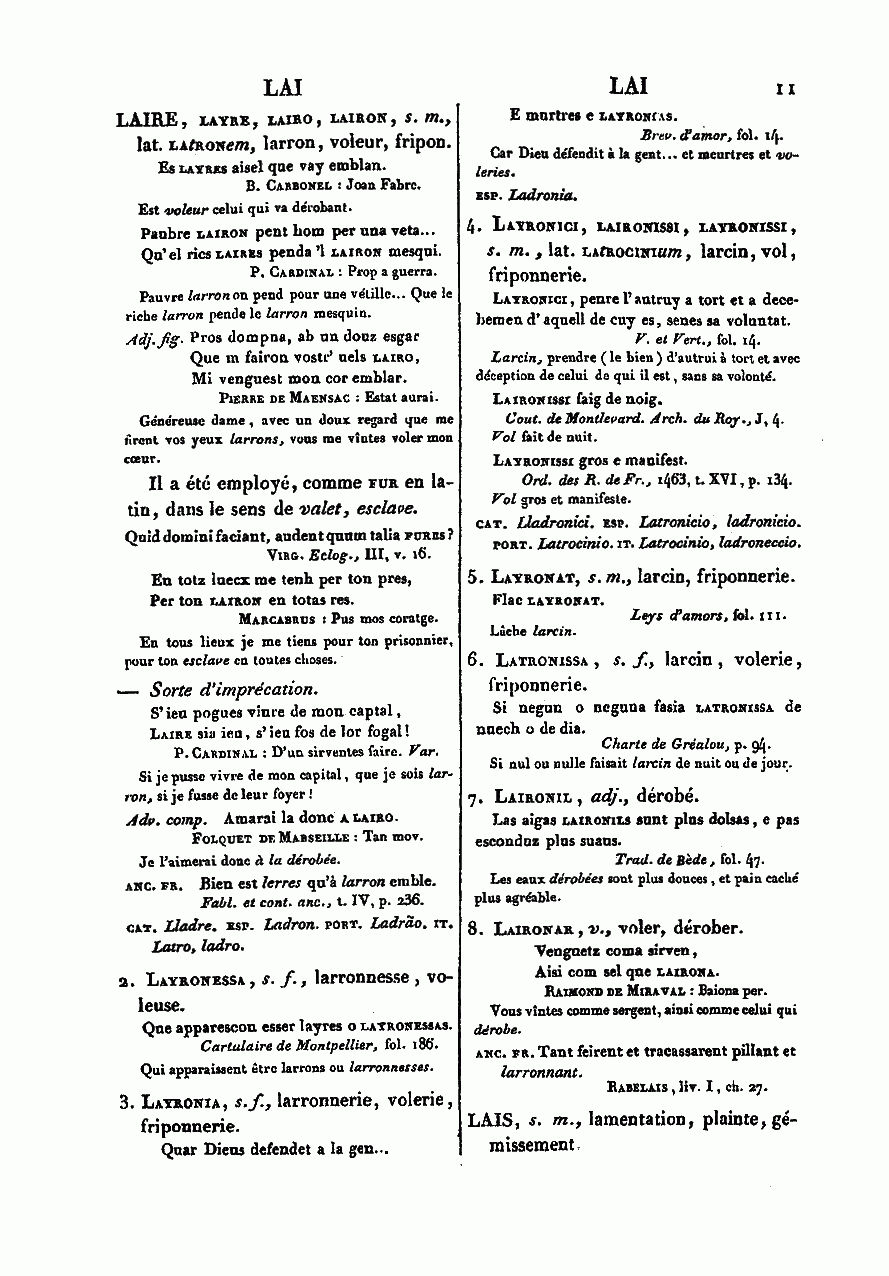 LAI
LAIRE, LAYRE, LAIRO, LAIRON, s. m.,
lat. LAtRONem, larron, voleur, fripon.
Es LAYRES aisel que vay emblan.
B. CARBONEL : Joan Fabre.
Est voleur celui qui va dérobant.
Paubre LAIRON pent hom per una veta...
Qu'el rics LAIRES penda 'l LAIRON mesqui.
P. CARDINAL : Prop a guerra.
Pauvre larron on pend pour une vétille... Que le
riche larron pende le larron mesquin.
Adj. fig. Pros dompna, ab un douz esgar
Que m fairon vostr' uels LAIRO,
Mi venguest mon cor emblar.
PIERRE DE MAENSAC : Estat aurai.
Généreuse dame, avec un doux regard que me
firent vos yeux larrons, vous me vîntes voler mon
cœur.
Il a été employé, comme FUR en la-
tin, dans le sens de valet, esclave.
Quid domini faciant, audent quum talia FURES?
VIRG. Eclog., III, v. 16.
En totz luecx me tenh per ton pres,
Per ton LAIRON en totas res.
MARCABRUS : Pus mos coratge.
En tous lieux je me tiens pour ton prisonnier,
pour ton esclave en toutes choses.
— Sorte d'imprécation.
S'ieu pogues viure de mon captal,
LAIRE sia ieu, s'ieu fos de lor fogal!
P. CARDINAL : D'un sirventes faire. Var.
Si je pusse vivre de mon capital, que je sois lar-
ron, si je fusse de leur foyer!
Adv. comp. Amarai la donc A LAIRO.
FOLQUET DE MARSEILLE : Tan mov.
Je l'aimerai donc à la dérobée.
ANC. FR. Bien est lerres qu'à larron emble.
Fabl. et cont. anc., t. IV, p. 236.
CAT. Lladre. ESP. Ladron. PORT. Ladrão. IT.
Latro, ladro.
2. LAYRONESSA, s. f., larronnesse, vo-
leuse.
Que apparescon esser layres o LATRONESSAS.
Cartulaire de Montpellier, fol. 186.
Qui apparaissent être larrons ou larronnesses.
3. LAYRONIA, s. f., larronnerie, volerie,
friponnerie.
Quar Dieus defendet a la gen...
LAI 11
E murtres e LAYRONIAS.
Brev. d'amor, fol. 14.
Car Dieu défendit à la gent... et meurtres et vo-
leries.
ESP. Ladronia.
4. LAYRONICI, LAIRONISSI, LAYRONISSI,
s. m., lat. LAtROCINIum, larcin, vol,
friponnerie.
LAYRONICI, penre l'autruy a tort et a dece-
bemen d'aquell de cuy es, senes sa voluntat.
V. et Vert., fol. 14.
Larcin, prendre (le bien) d'autrui à tort et avec
déception de celui de qui il est, sans sa volonté.
LAIRONISSI faig de noig.
Cout. de Montlevard. Arch. du Roy., J, 4.
Vol fait de nuit.
LAYRONISSI gros e manifest.
Ord. des R. de Fr., 1463, t. XVI, p. 134.
Vol gros et manifeste.
CAT. Lladronici. ESP. Latronicio, ladronicio.
PORT. Latrocinio. IT. Latrocinio, ladroneccio.
5. LAYRONAT, s. m., larcin, friponnerie.
Flac LAYRONAT.
Leys d'amors, fol. 111.
Lâche larcin.
6. LATRONISSA, s. f., larcin, volerie,
friponnerie.
Si negun o neguna fasia LATRONISSA de
nuech o de dia.
Charte de Gréalou, p. 94.
Si nul ou nulle faisait larcin de nuit ou de jour.
7. LAIRONIL, adj., dérobé.
Las aigas LAIRONILS sunt plus dolsas, e pas
escondus plus suaus.
Trad. de Bède, fol. 47.
Les eaux dérobées sont plus douces, et pain caché
plus agréable.
8. LAIRONAR, v., voler, dérober.
Venguetz coma sirven,
Aisi com sel que LAIRONA.
RAIMOND DE MIRAVAL : Baiona per.
Vous vîntes comme sergent, ainsi comme celui qui
dérobe.
ANC. FR. Tant feirent et tracassarent pillant et
larronnant.
RABELAIS, liv. I, ch. 27.
LAIS, s. m., lamentation, plainte, gé-
missement.